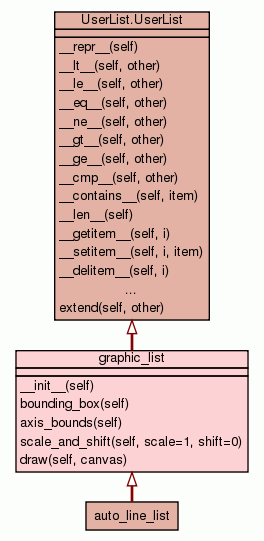 UserList.UserList
__repr__(self)
__lt__(self, other)
__le__(self, other)
__eq__(self, other)
__ne__(self, other)
__gt__(self, other)
__ge__(self, other)
__cmp__(self, other)
__contains__(self, item)
__len__(self)
__getitem__(self, i)
__setitem__(self, i, item)
__delitem__(self, i)
...
extend(self, other)
graphic_list
__init__(self)
bounding_box(self)
axis_bounds(self)
scale_and_shift(self, scale=1, shift=0)
draw(self, canvas)
auto_line_list